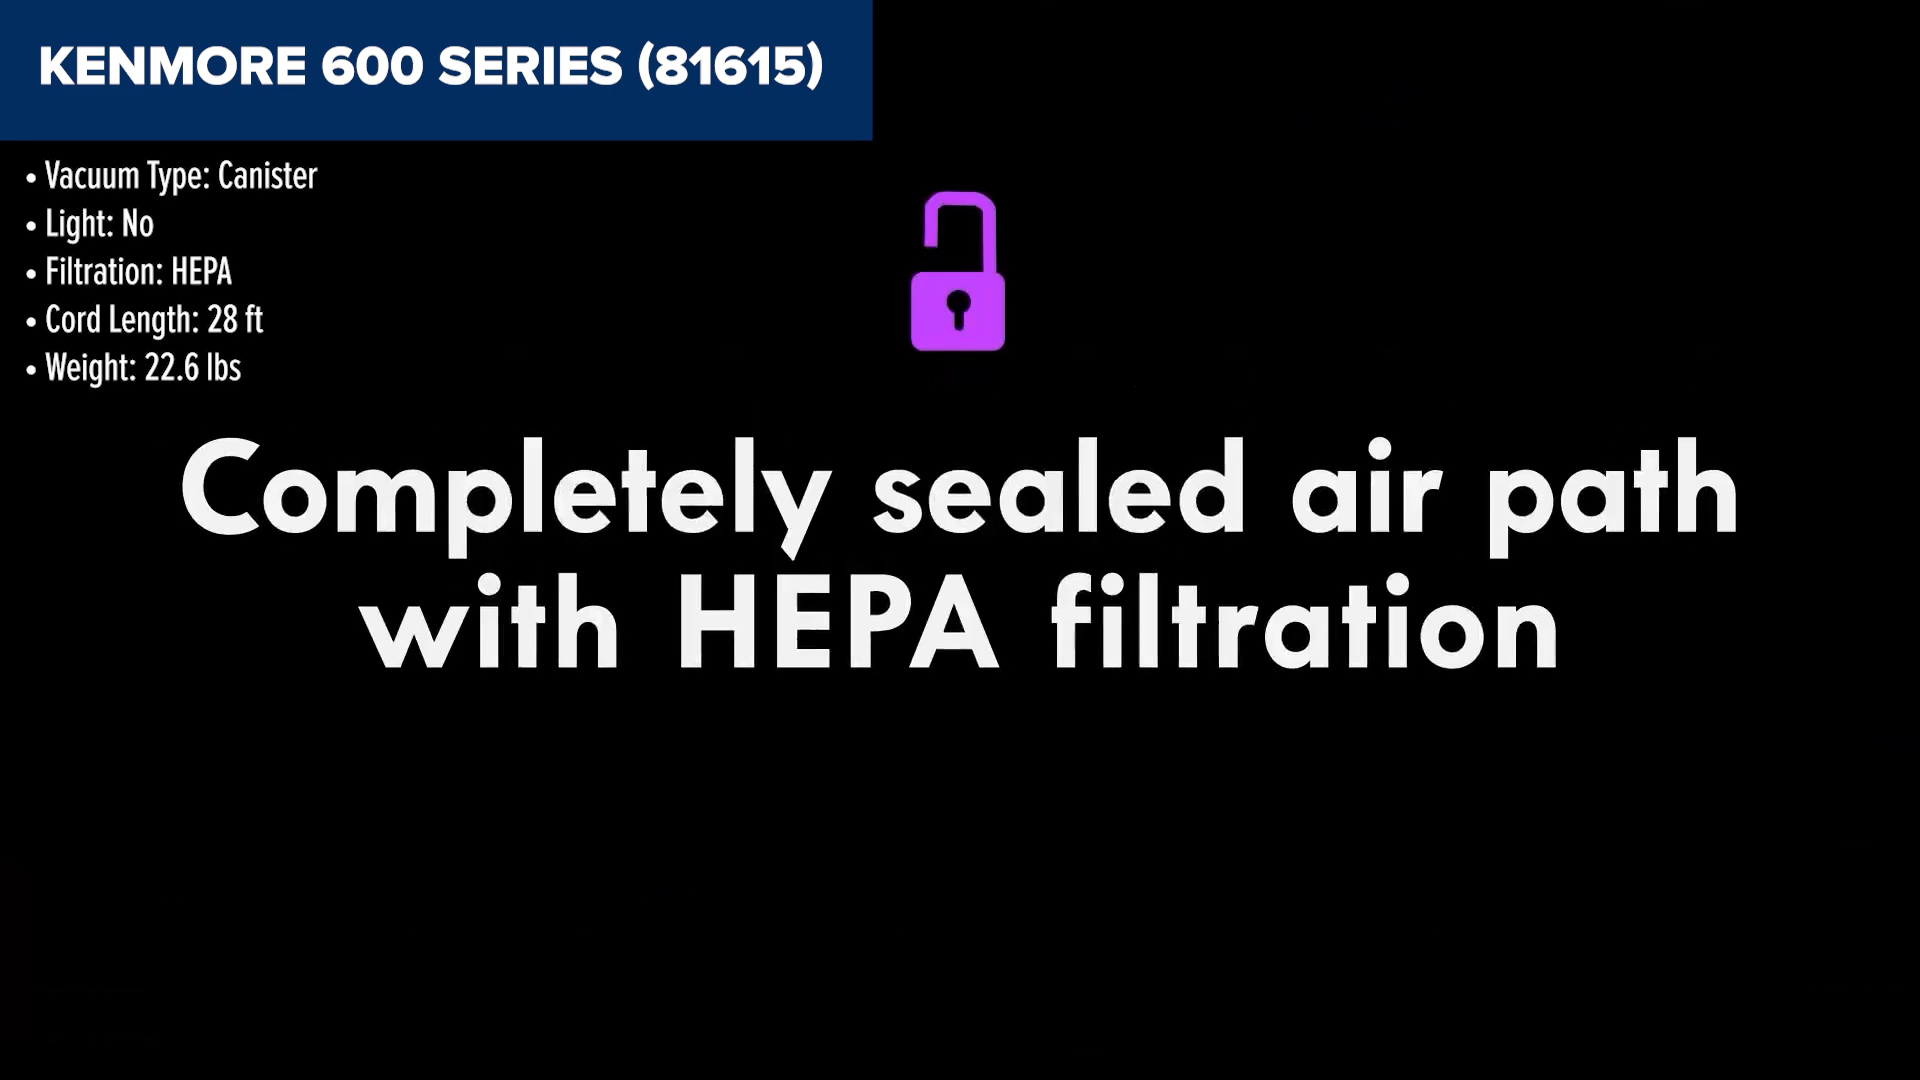 KENMORE 600 SERIES (81615)
• Vacuum Type: Canister
• Light: No
• Filtration: HEPA
• Cord Length: 28 ft
• Weight: 22.6 lbs
Completely sealed air path
with HEPA filtration